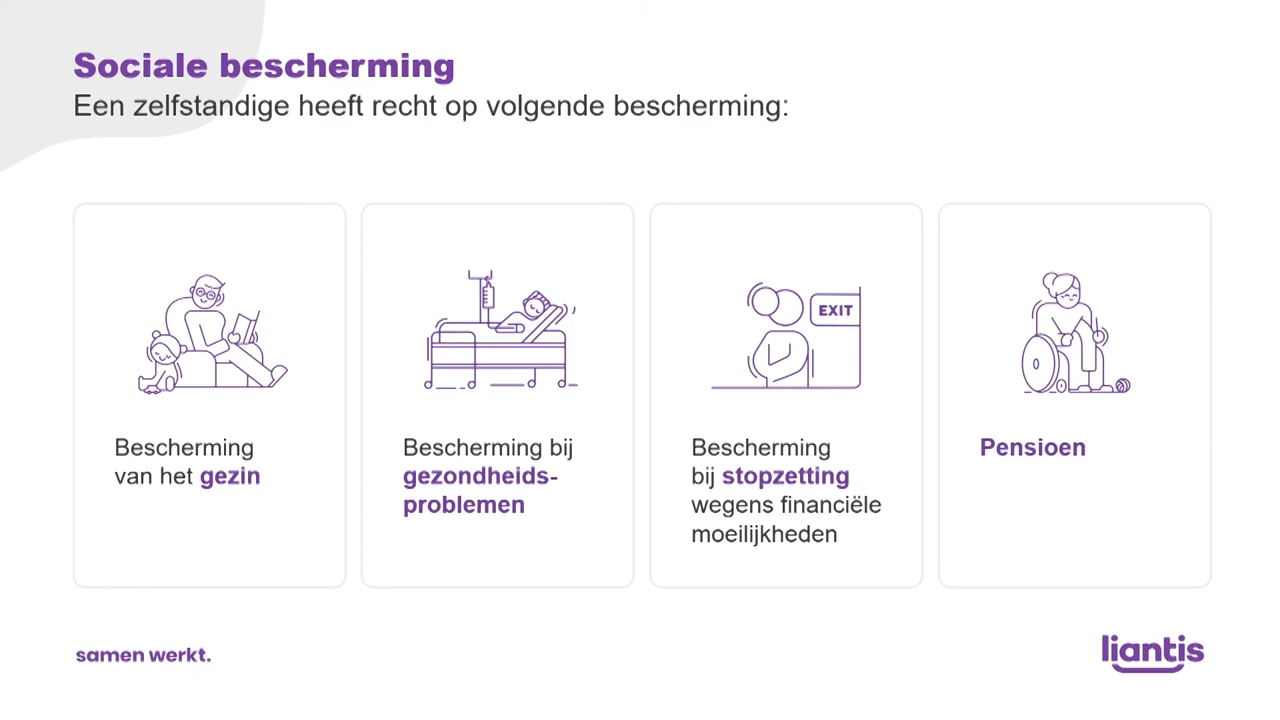 Sociale bescherming
Een zelfstandige heeft recht op volgende bescherming:
EXIT
Bescherming
van het gezin
Bescherming bij
gezondheids-
problemen
Bescherming
bij stopzetting
wegens financiële
moeilijkheden
Pensioen
samen werkt.
liantis